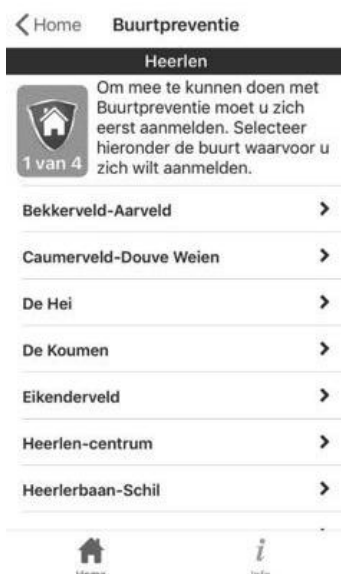 Home Buurtpreventie
Heerlen
Om mee te kunnen doen met
Buurtpreventie moet u zich
eerst aanmelden. Selecteer
hieronder de buurt waarvoor u
zich wilt aanmelden.
1 van 4
Bekkerveld-Aarveld
Caumerveld-Douve Weien
De Hei
De Koumen
Eikenderveld
Heerlen-centrum
Heerlerbaan-Schil
Home Info